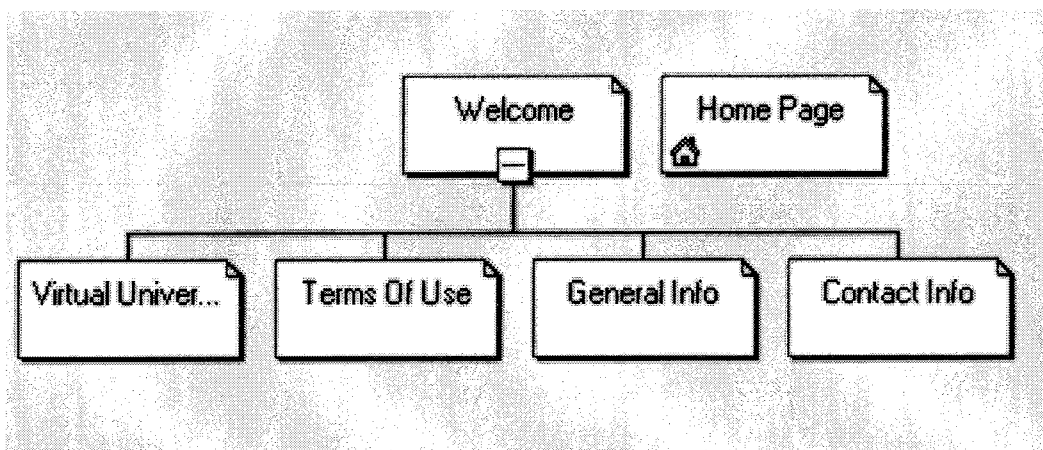 Welcome
Home Page
Virtual Univer...
Terms Of Use
General Info
Contact Info